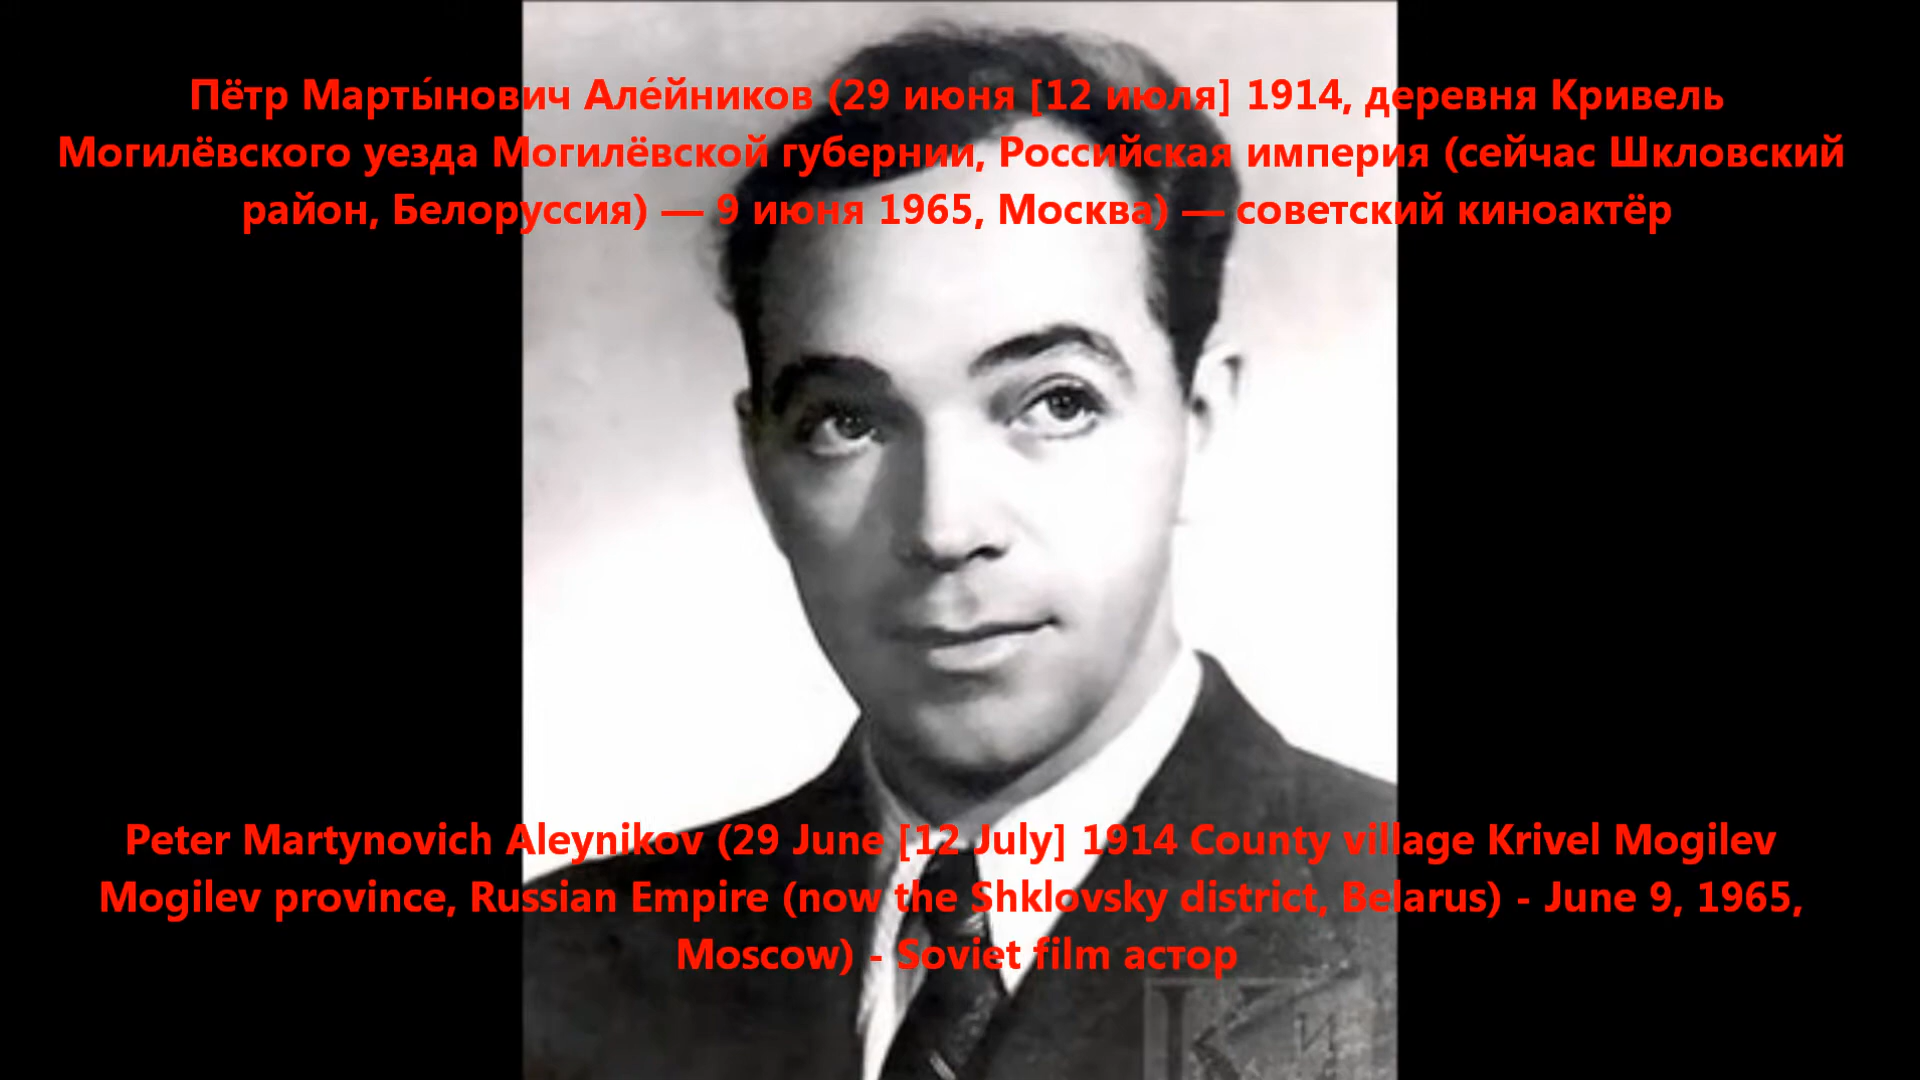 Пётр Марты́нович Але́йников (29 июня [12 июля] 1914, деревня Кривель
Могилёвского уезда Могилёвской губернии, Российская империя (сейчас Шкловский
район, Белоруссия) — 9 июня 1965, Москва) — советский киноактёр
Peter Martynovich Aleynikov (29 June [12 July] 1914 County village Krivel Mogilev
Mogilev province, Russian Empire (now the Shklovsky district, Belarus) - June 9, 1965,
Moscow) - Soviet film астор